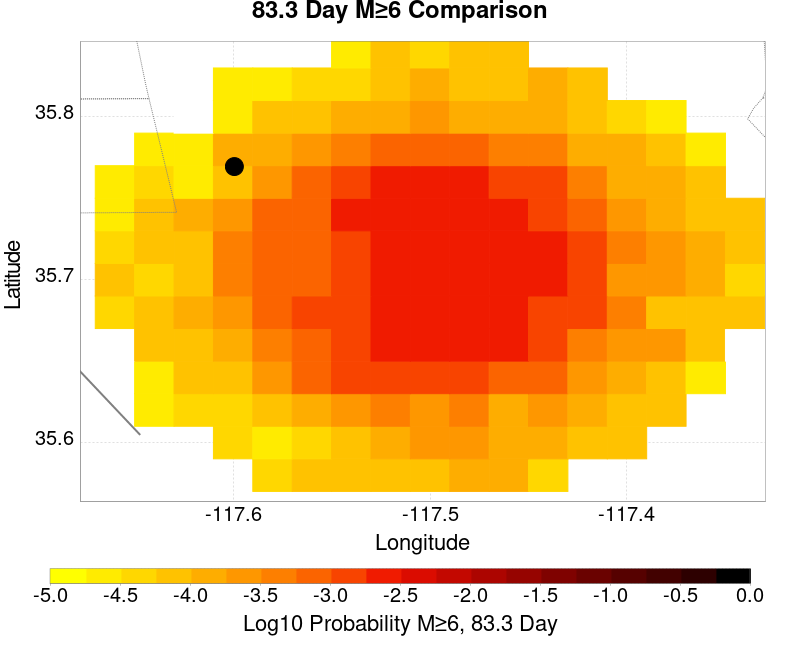 83.3 Day M≥6 Comparison
35.8
35.7
35.6
Latitude
-117.6 -117.5 -117.4
Longitude
-5.0 -4.5 -4.0 -3.5 -3.0 -2.5 -2.0 -1.5 -1.0 -0.5 0.0
Log10 Probability M≥6, 83.3 Day